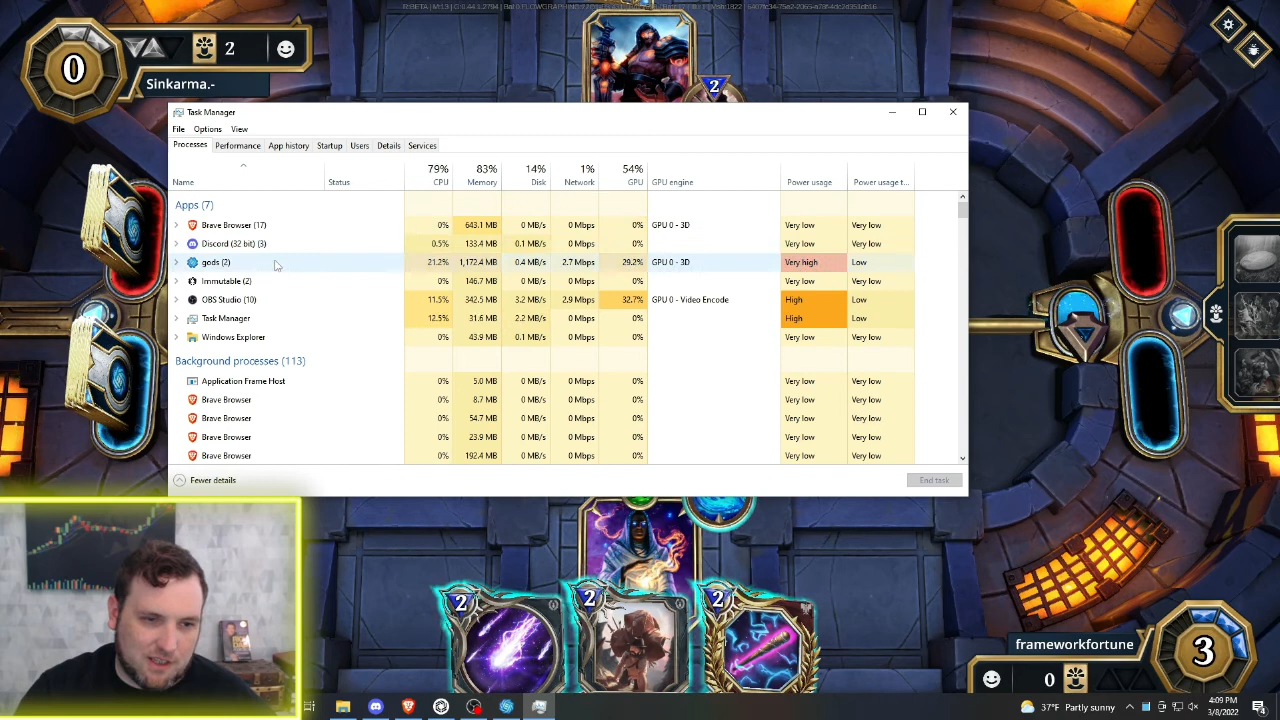 0
2
Sinkarma.-
2
Task Manager
File Options View
Processes Performance App history Startup Users Details Services
79% 83% 14% 1% 54%
Name Status CPU Memory Disk Network GPU GPU engine Power usage Power usage t...
Apps (7)
Brave Browser (17) 0% 643.1 MB 0 MB/s 0 Mbps 0% GPU 0 - 3D Very low Very low
Discord (32 bit) (3) 0.5% 133.4 MB 0.1 MB/s 0 Mbps 0% Very low Very low
gods (2) 21.2% 1,172.4 MB 0.4 MB/s 2.7 Mbps 29.2% GPU 0 - 3D Very high Low
Immutable (2) 0% 146.7 MB 0 MB/s 0 Mbps 0% Very low Very low
OBS Studio (10) 11.5% 342.5 MB 3.2 MB/s 2.9 Mbps 32.7% GPU 0 - Video Encode High Low
Task Manager 12.5% 31.6 MB 2.2 MB/s 0 Mbps 0% High Low
Windows Explorer 0% 43.9 MB 0.1 MB/s 0 Mbps 0% Very low Very low
Background processes (113)
Application Frame Host 0% 5.0 MB 0 MB/s 0 Mbps 0% Very low Very low
Brave Browser 0% 8.7 MB 0 MB/s 0 Mbps 0% Very low Very low
Brave Browser 0% 54.7 MB 0 MB/s 0 Mbps 0% Very low Very low
Brave Browser 0% 23.9 MB 0 MB/s 0 Mbps 0% Very low Very low
Brave Browser 0% 192.4 MB 0 MB/s 0 Mbps 0% Very low Very low
Fewer details End task
2 2 2
frameworkfortune
0
3
37°F Partly sunny
4:09 PM
3/8/2022
4